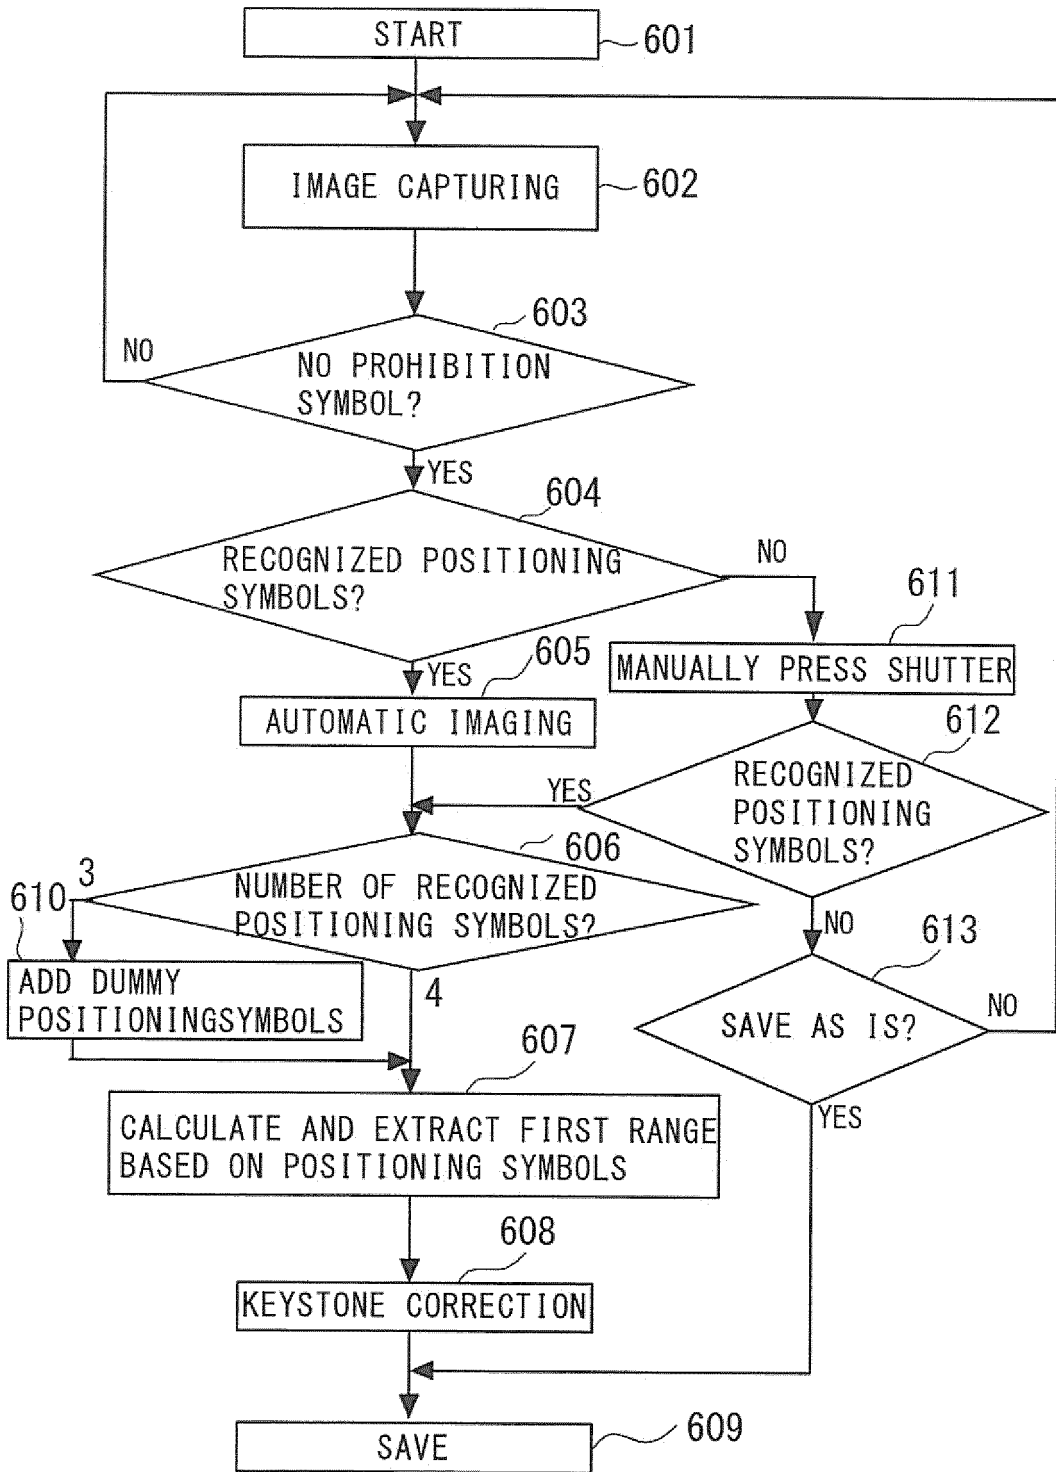 START
601
IMAGE CAPTURING
602
603
NO
NO PROHIBITION
SYMBOL?
YES
604
RECOGNIZED POSITIONING
SYMBOLS?
NO
611
MANUALLY PRESS SHUTTER
605
YES
AUTOMATIC IMAGING
612
RECOGNIZED
POSITIONING
SYMBOLS?
YES
606
3
NUMBER OF RECOGNIZED
POSITIONING SYMBOLS?
610
NO
613
ADD DUMMY
POSITIONINGSYMBOLS
4
SAVE AS IS?
NO
607
YES
CALCULATE AND EXTRACT FIRST RANGE
BASED ON POSITIONING SYMBOLS
608
KEYSTONE CORRECTION
SAVE
609